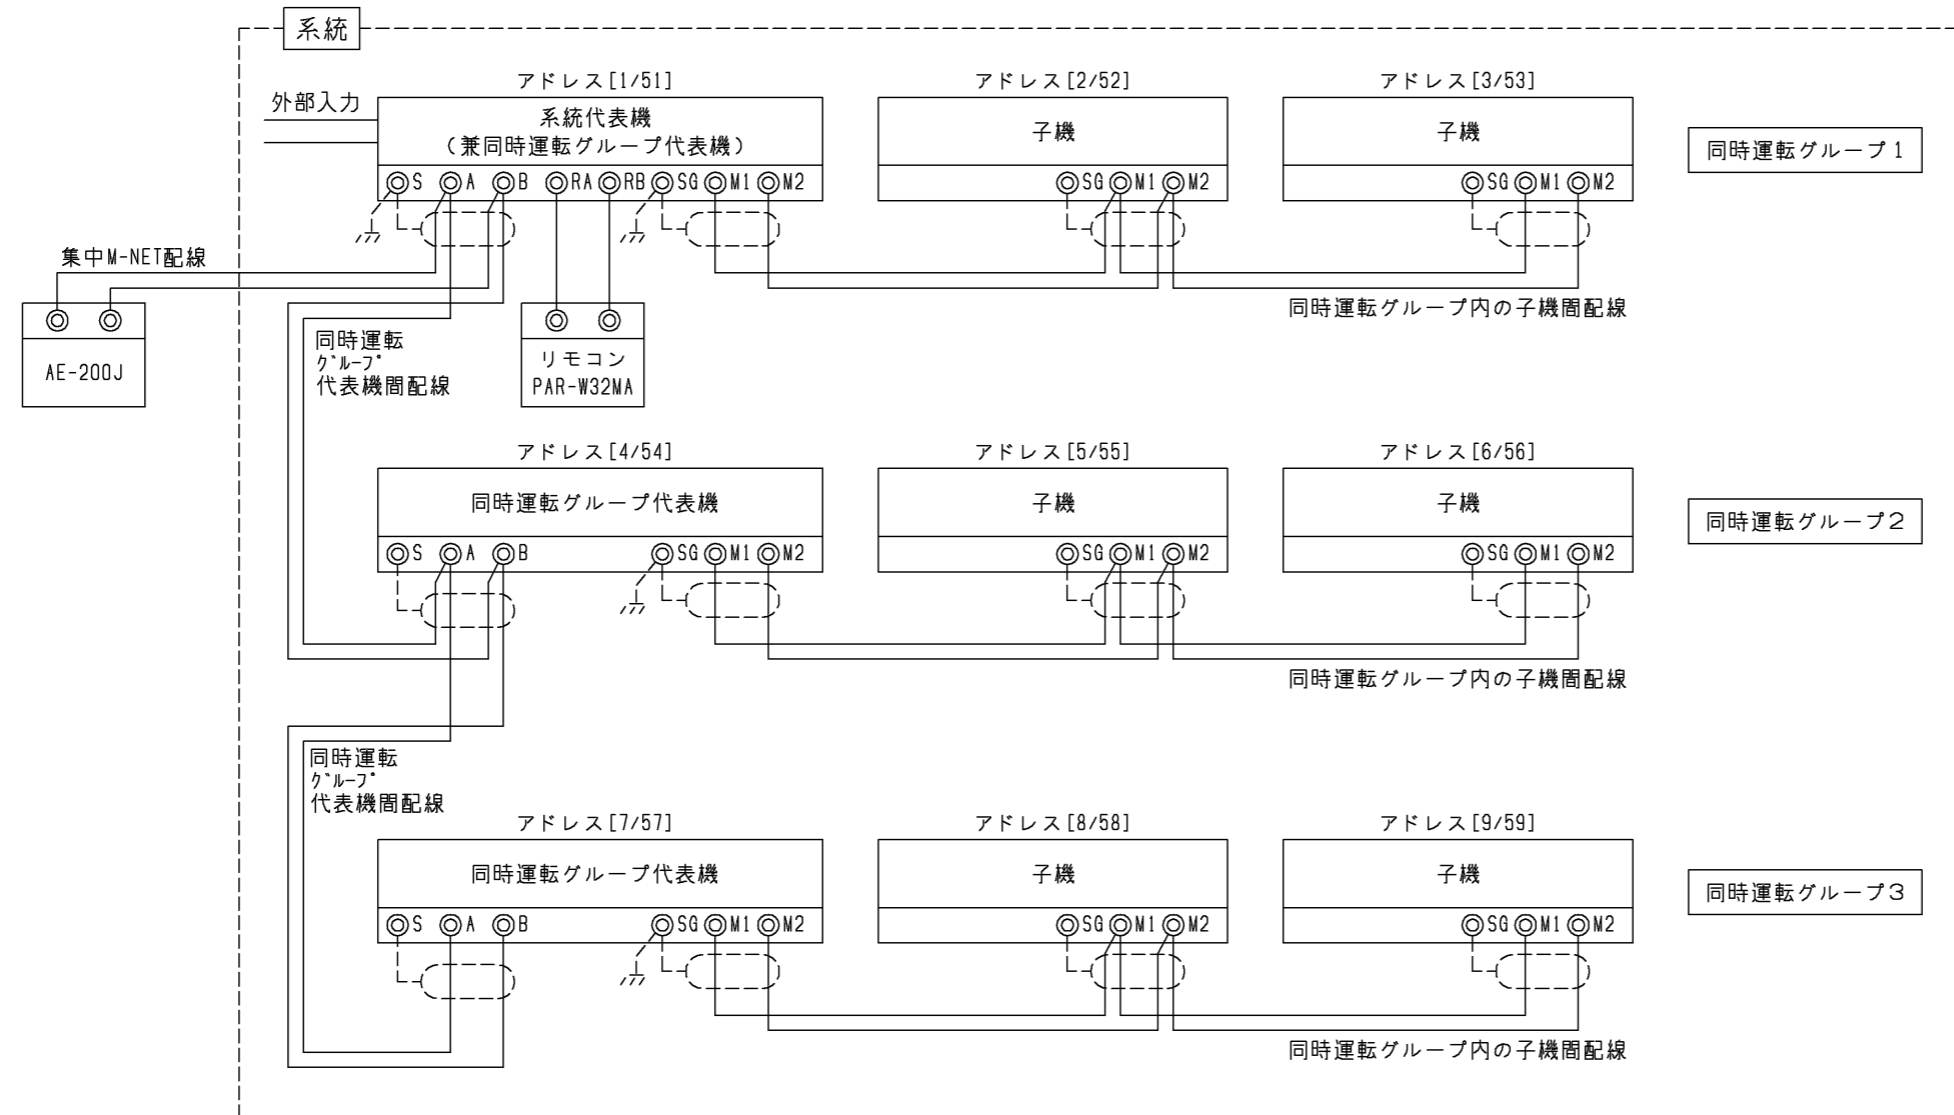 系統
アドレス[1/51]
アドレス[2/52]
アドレス[3/53]
外部入力
系統代表機
(兼同時運転グループ代表機)
子機
子機
同時運転グループ1
S A B RA RB SG M1 M2
SG M1 M2
SG M1 M2
集中M-NET配線
同時運転グループ内の子機間配線
AE-200J
同時運転
グループ
代表機間配線
リモコン
PAR-W32MA
アドレス[4/54]
アドレス[5/55]
アドレス[6/56]
同時運転グループ代表機
子機
子機
同時運転グループ2
S A B SG M1 M2
SG M1 M2
SG M1 M2
同時運転グループ内の子機間配線
同時運転
グループ
代表機間配線
アドレス[7/57]
アドレス[8/58]
アドレス[9/59]
同時運転グループ代表機
子機
子機
同時運転グループ3
S A B SG M1 M2
SG M1 M2
SG M1 M2
同時運転グループ内の子機間配線